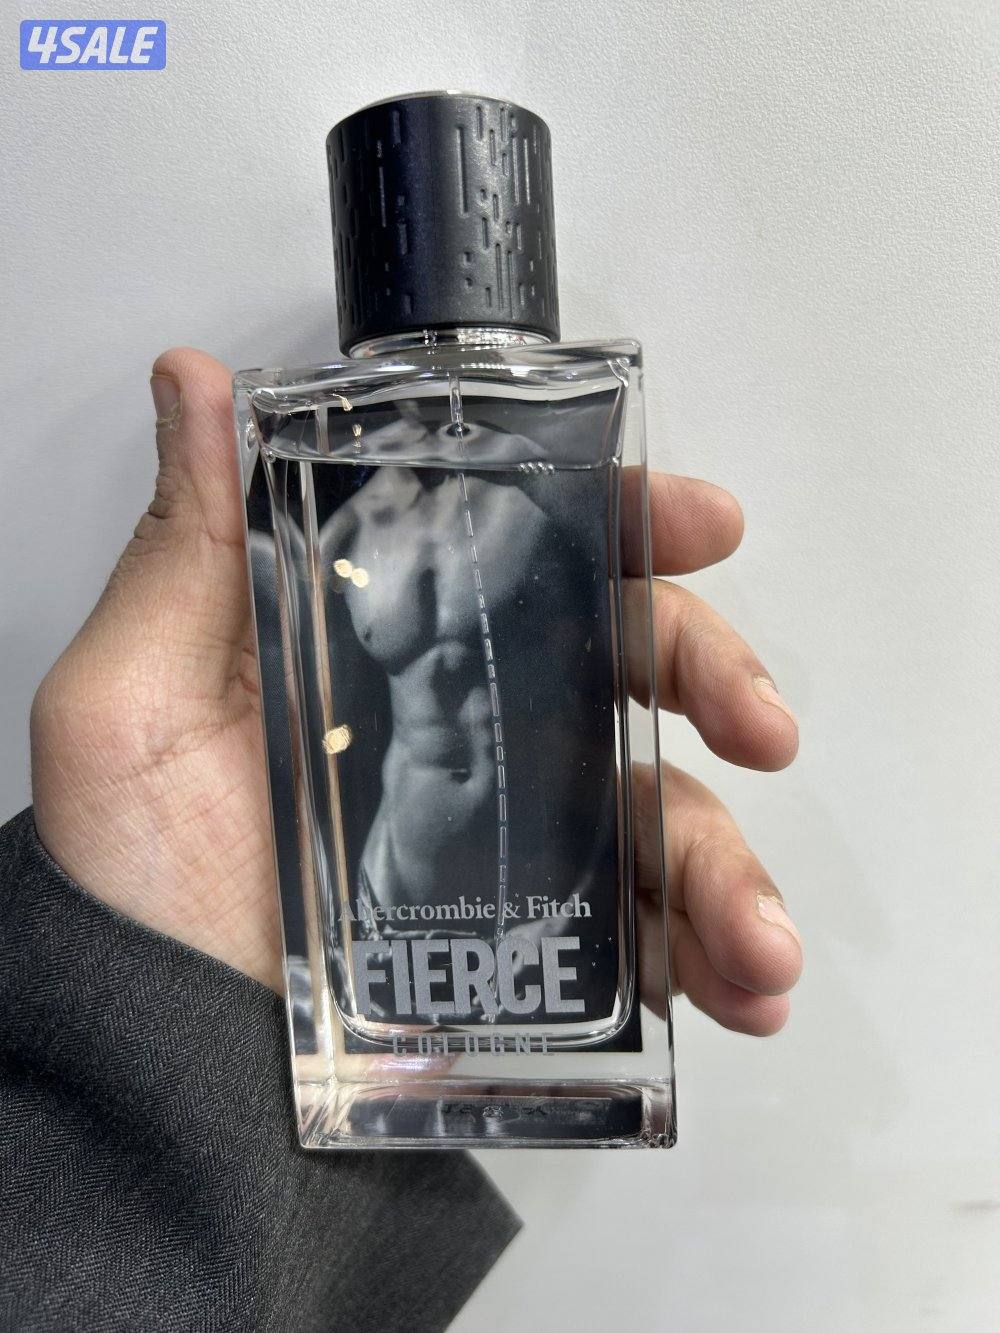 4SALE
Abercrombie & Fitch
FIERCE
COLOGNE